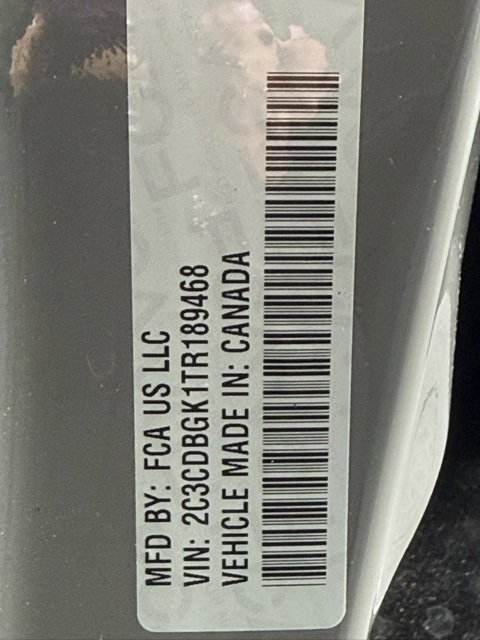 MFD BY: FCA US LLC
VIN: 2C3CDBGK1TR189468
VEHICLE MADE IN: CANADA